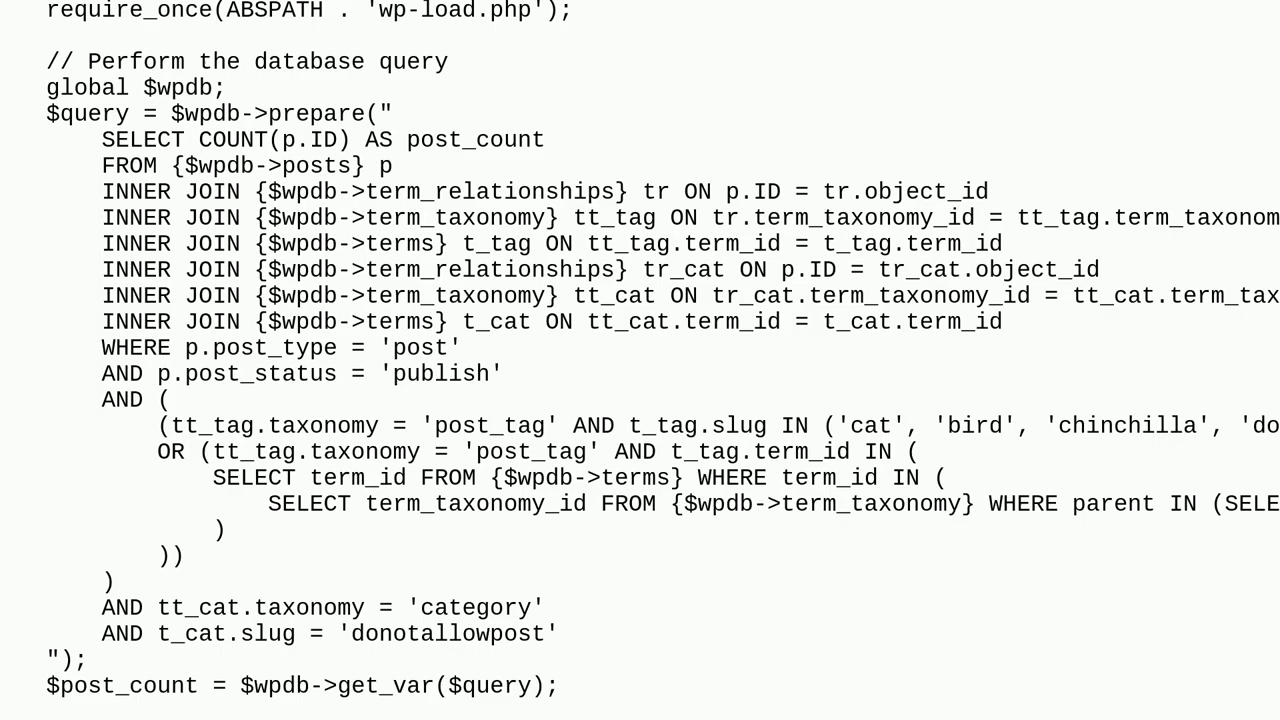 require_once(ABSPATH . 'wp-load.php');
// Perform the database query
global $wpdb;
$query = $wpdb->prepare("
SELECT COUNT(p.ID) AS post_count
FROM {$wpdb->posts} p
INNER JOIN {$wpdb->term_relationships} tr ON p.ID = tr.object_id
INNER JOIN {$wpdb->term_taxonomy} tt_tag ON tr.term_taxonomy_id = tt_tag.term_taxonom
INNER JOIN {$wpdb->terms} t_tag ON tt_tag.term_id = t_tag.term_id
INNER JOIN {$wpdb->term_relationships} tr_cat ON p.ID = tr_cat.object_id
INNER JOIN {$wpdb->term_taxonomy} tt_cat ON tr_cat.term_taxonomy_id = tt_cat.term_tax
INNER JOIN {$wpdb->terms} t_cat ON tt_cat.term_id = t_cat.term_id
WHERE p.post_type = 'post'
AND p.post_status = 'publish'
AND (
(tt_tag.taxonomy = 'post_tag' AND t_tag.slug IN ('cat', 'bird', 'chinchilla', 'do
OR (tt_tag.taxonomy = 'post_tag' AND t_tag.term_id IN (
SELECT term_id FROM {$wpdb->terms} WHERE term_id IN (
SELECT term_taxonomy_id FROM {$wpdb->term_taxonomy} WHERE parent IN (SELE
)
))
)
AND tt_cat.taxonomy = 'category'
AND t_cat.slug = 'donotallowpost'
");
$post_count = $wpdb->get_var($query);